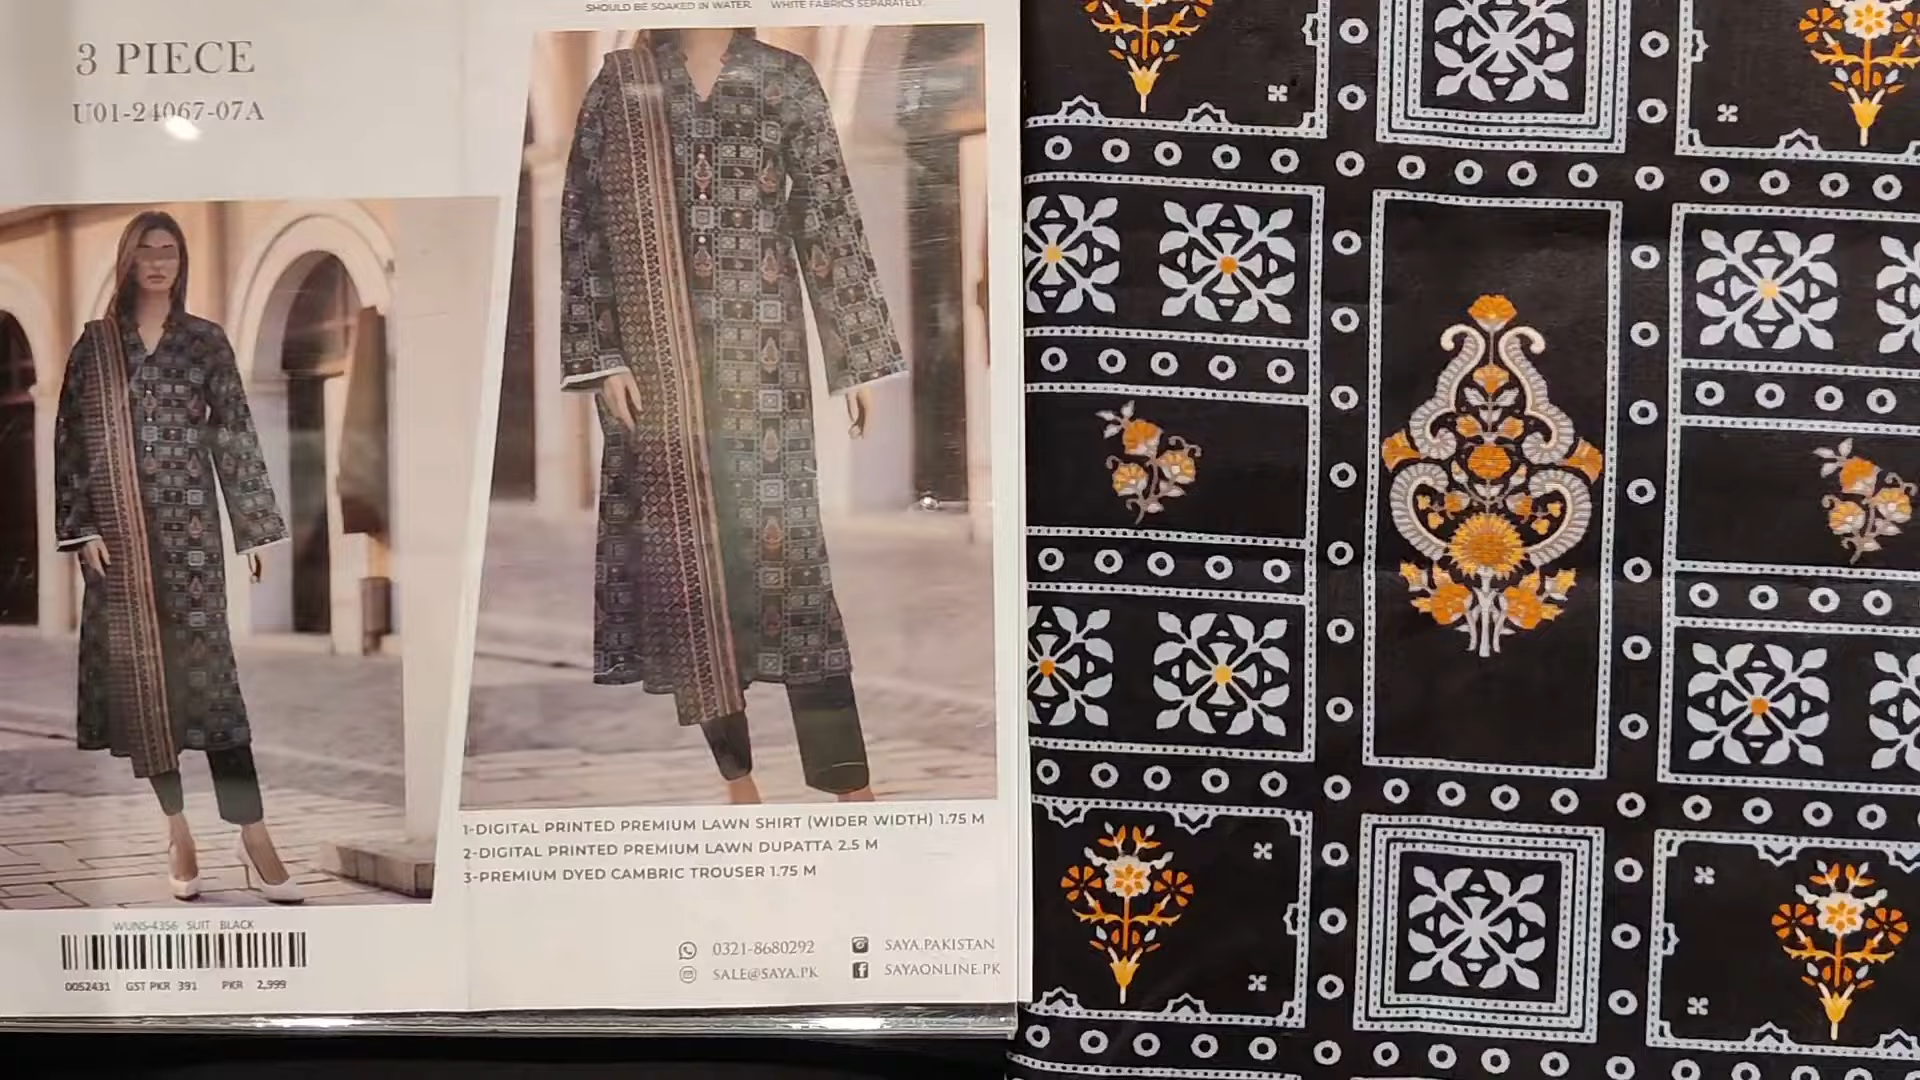 SHOULD BE SOAKED IN WATER. WHITE FABRICS SEPARATELY.
3 PIECE
U01-24067-07A
1-DIGITAL PRINTED PREMIUM LAWN SHIRT (WIDER WIDTH) 1.75 M
2-DIGITAL PRINTED PREMIUM LAWN DUPATTA 2.5 M
3-PREMIUM DYED CAMBRIC TROUSER 1.75 M
WUNS-4356 SUIT BLACK
0052431 GST PKR 391 PKR 2,999
0321-8680292 SAYA.PAKISTAN
SALE@SAYA.PK SAYAONLINE.PK